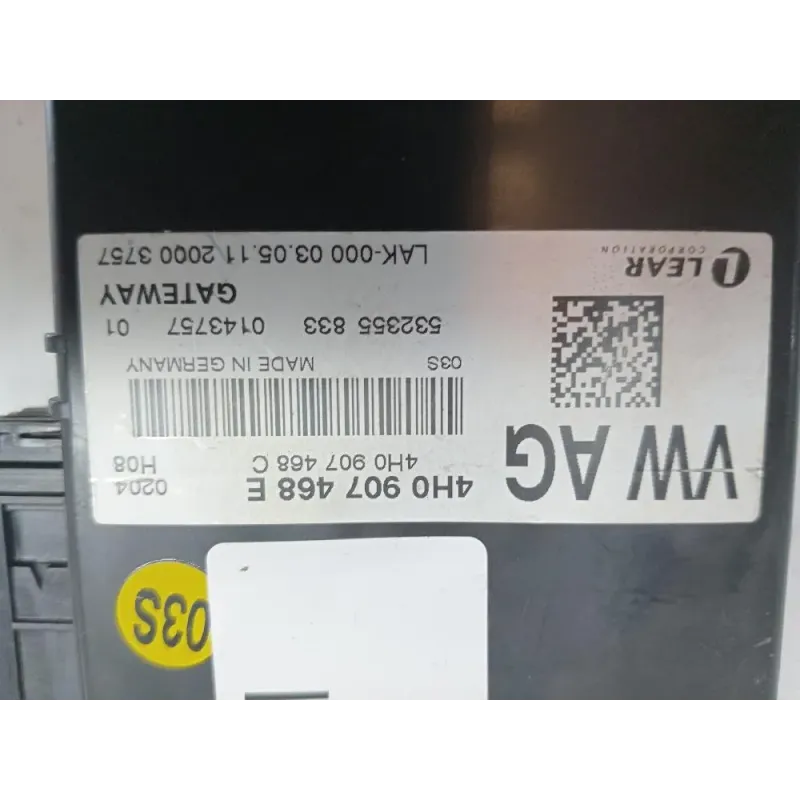 VW AG
4H0 907 468 E
0204
4H0 907 468 C
H08
03S
MADE IN GERMANY
532355 833
0143757
01
GATEWAY
LEAR
CORPORATION
LAK-000 03.05.11 2000 3757
03S